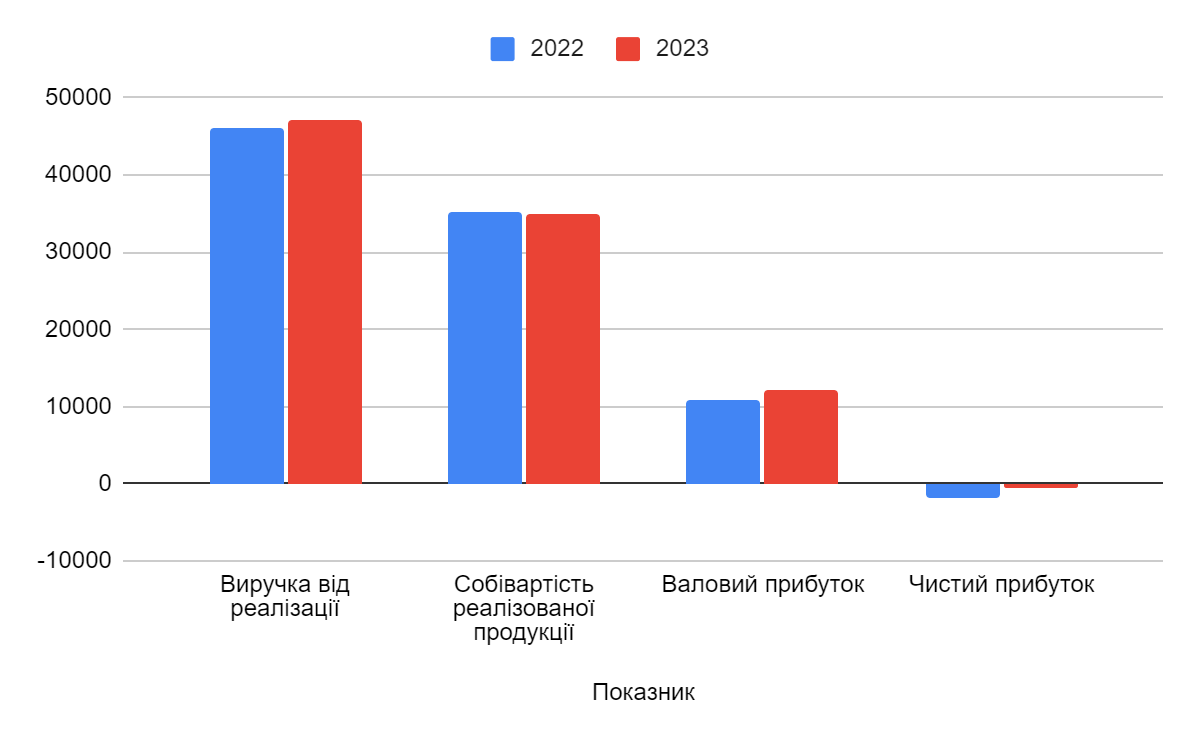 2022 2023
50000
40000
30000
20000
10000
0
-10000
Виручка від
реалізації
Собівартість
реалізованої
продукції
Валовий прибуток
Чистий прибуток
Показник